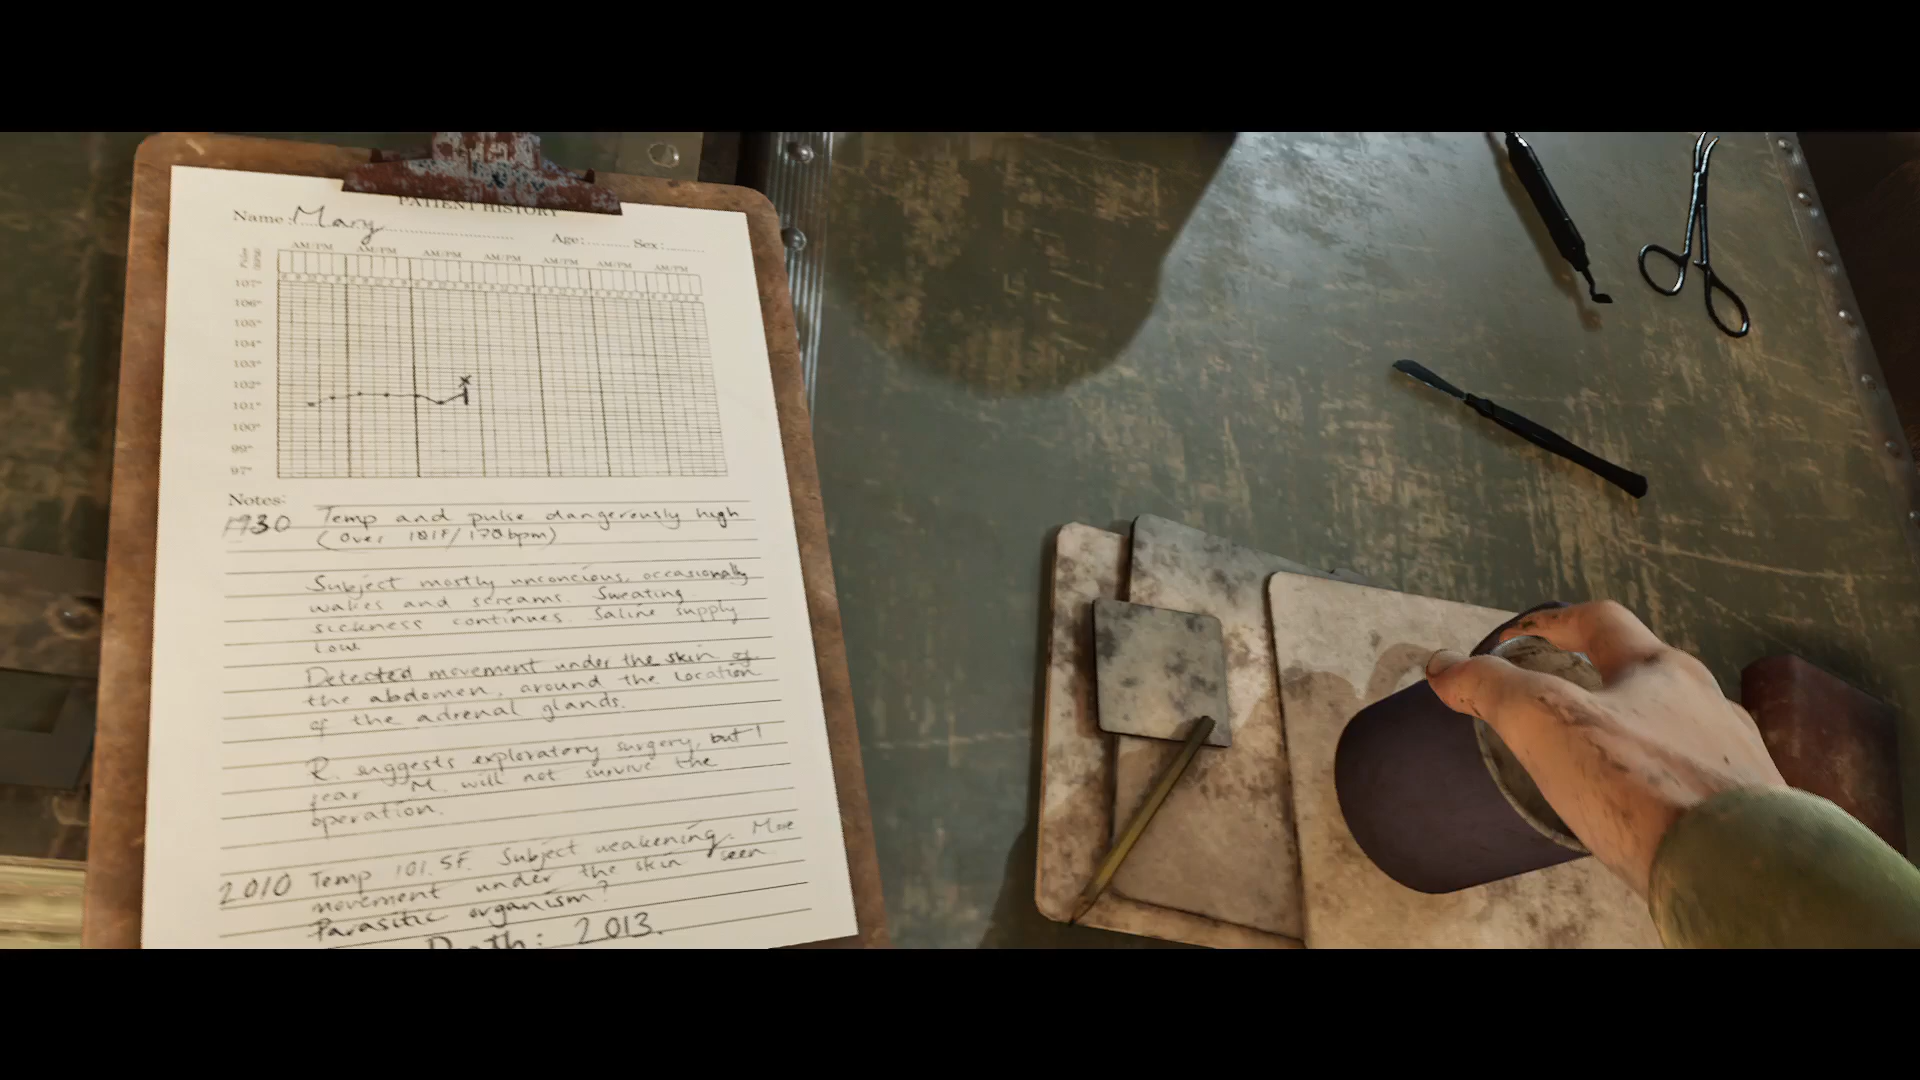 PATIENT HISTORY
Name: Mary
Age: Sex:
AM/PM AM/PM AM/PM AM/PM AM/PM AM/PM AM/PM
107°
106°
105°
104°
103°
102°
101°
100°
99°
97°
Notes:
1930 Temp and pulse dangerously high
(over 101F/170bpm)
Subject mostly unconcious, occasionally
wakes and screams. Sweating
sickness continues. Saline supply
low
Detected movement under the skin of
the abdomen, around the location
of the adrenal glands.
R. suggests exploratory surgery, but I
fear M. will not survive the
operation.
2010 Temp 101.5F. Subject weakening. More
movement under the skin seen
Parasitic organism?
Death: 2013.